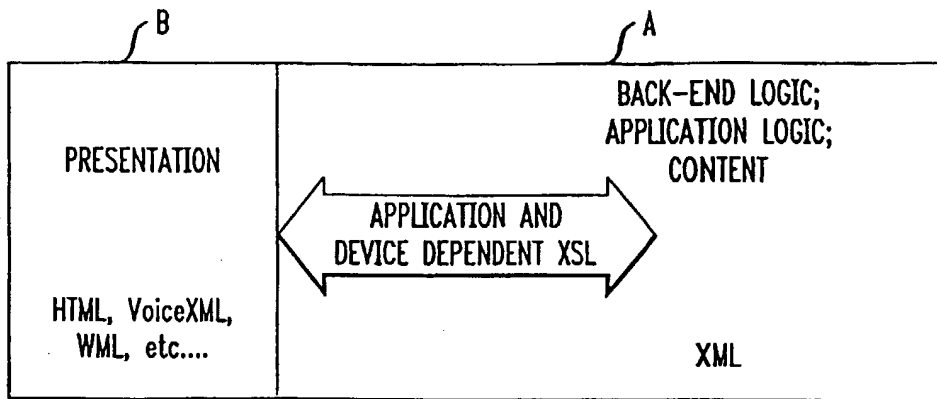 B
A
PRESENTATION
BACK-END LOGIC;
APPLICATION LOGIC;
CONTENT
APPLICATION AND
DEVICE DEPENDENT XSL
HTML, VoiceXML,
WML, etc....
XML